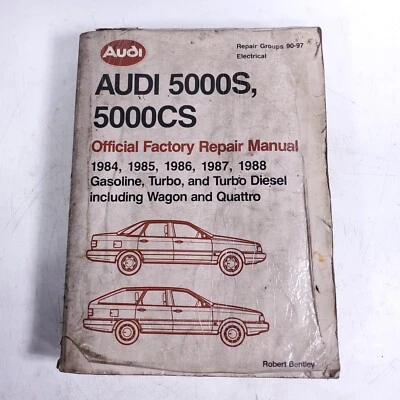 Audi
Repair Groups 90-97
Electrical
AUDI 5000S,
5000CS
Official Factory Repair Manual
1984, 1985, 1986, 1987, 1988
Gasoline, Turbo, and Turbo Diesel
including Wagon and Quattro
Robert Bentley